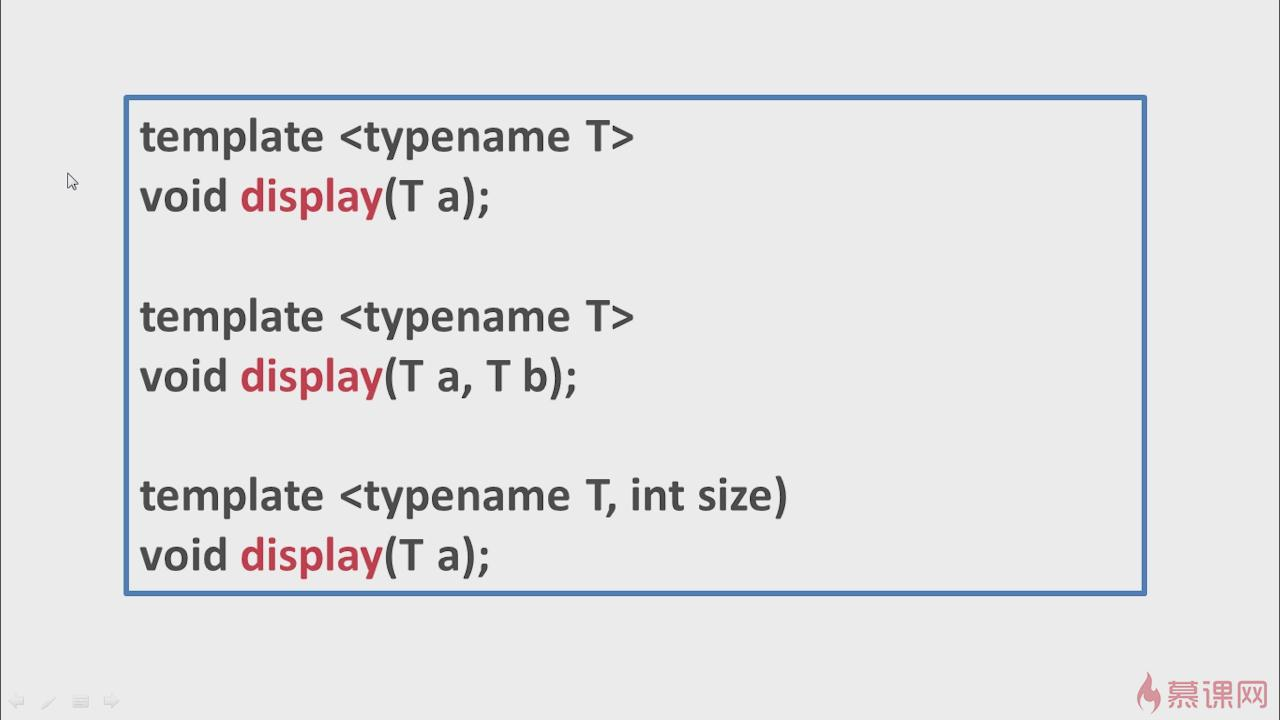 template <typename T>
void display(T a);
template <typename T>
void display(T a, T b);
template <typename T, int size)
void display(T a);
慕课网